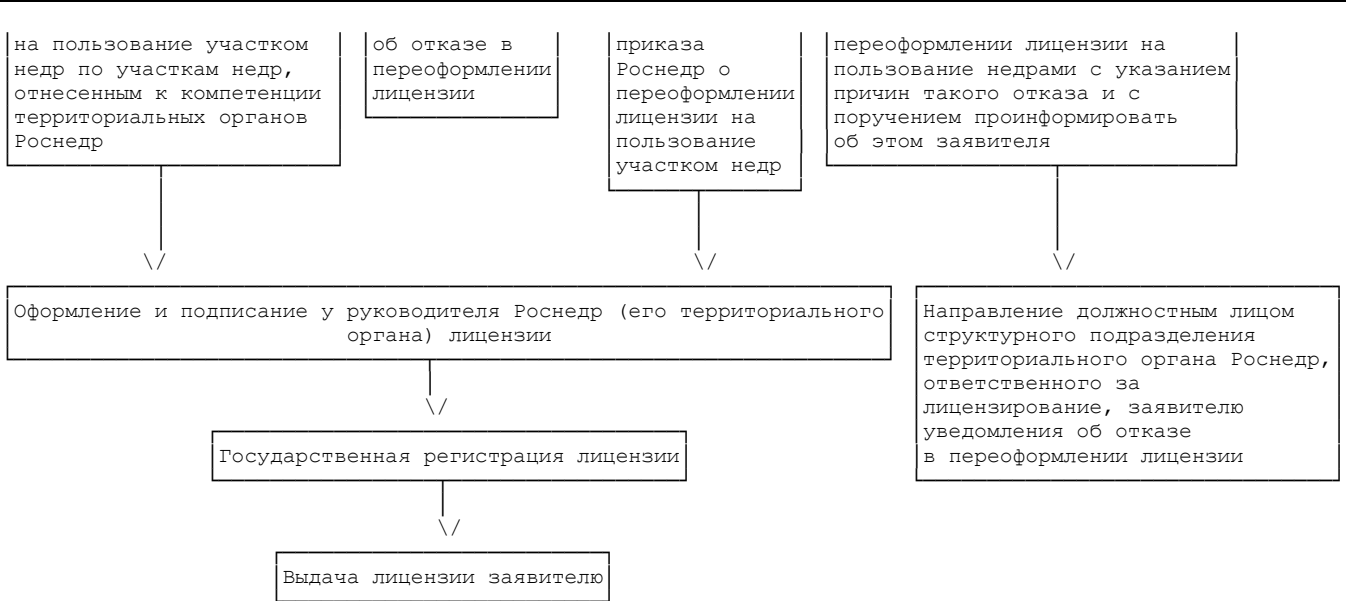 на пользование участком
недр по участкам недр,
отнесенным к компетенции
территориальных органов
Роснедр
об отказе в
переоформлении
лицензии
приказа
Роснедр о
переоформлении
лицензии на
пользование
участком недр
переоформлении лицензии на
пользование недрами с указанием
причин такого отказа и с
поручением проинформировать
об этом заявителя
\/
\/
\/
Оформление и подписание у руководителя Роснедр (его территориального
органа) лицензии
Направление должностным лицом
структурного подразделения
территориального органа Роснедр,
ответственного за
лицензирование, заявителю
уведомления об отказе
в переоформлении лицензии
\/
Государственная регистрация лицензии
\/
Выдача лицензии заявителю